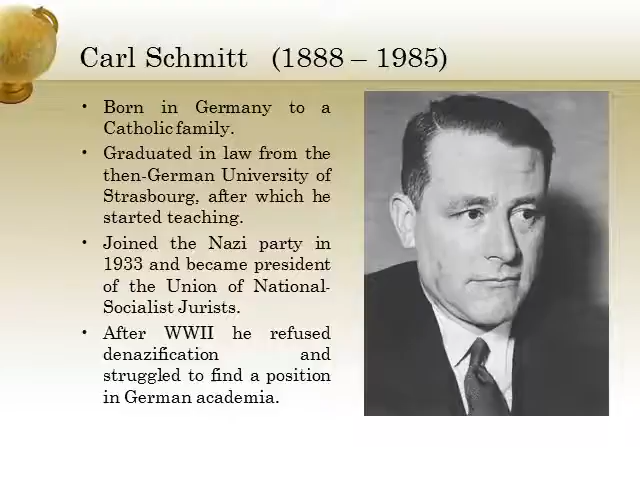 Carl Schmitt (1888 – 1985)
• Born in Germany to a
Catholic family.
• Graduated in law from the
then-German University of
Strasbourg, after which he
started teaching.
• Joined the Nazi party in
1933 and became president
of the Union of National-
Socialist Jurists.
• After WWII he refused
denazification and
struggled to find a position
in German academia.